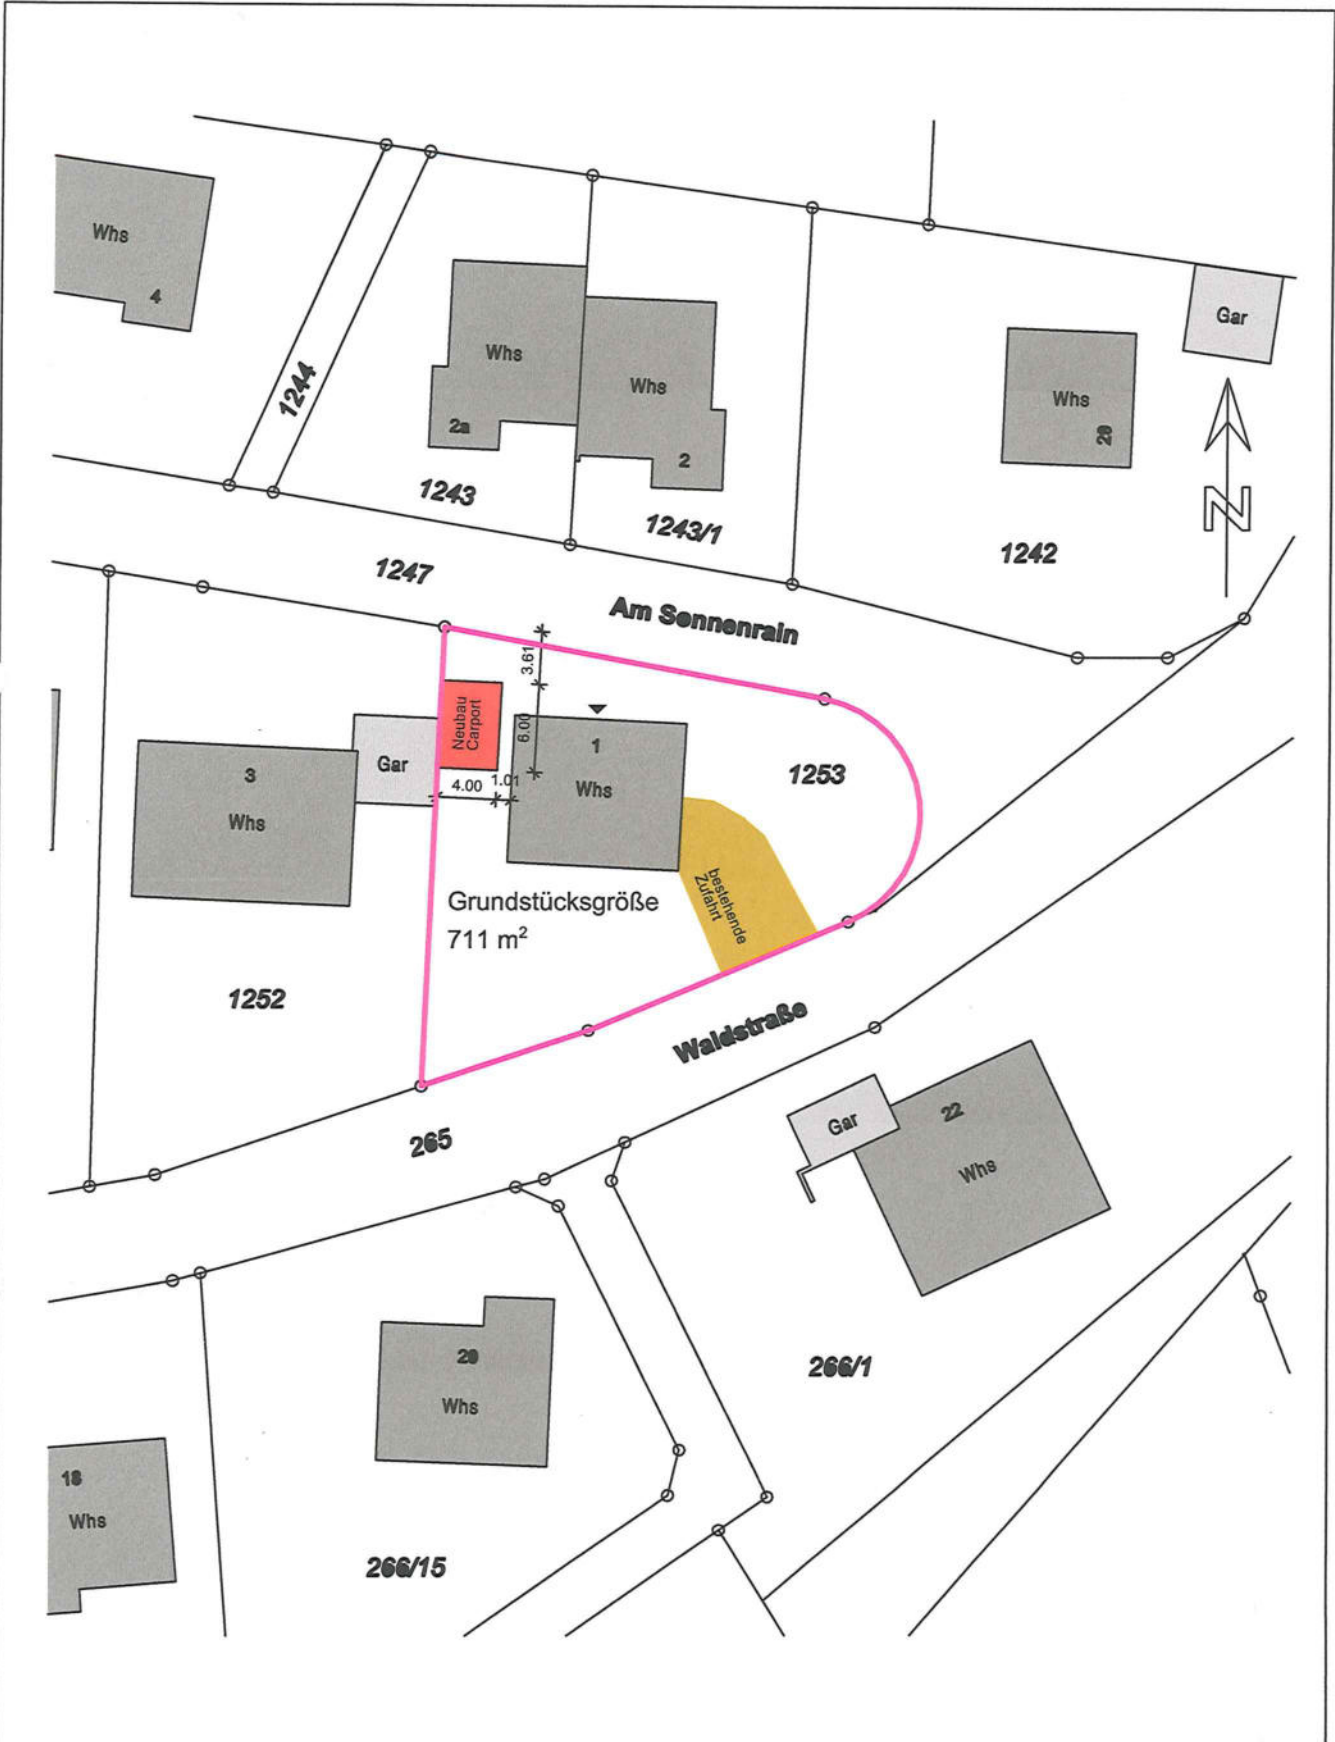 Whs
4
1244
Whs
2a
1243
Whs
2
1243/1
Gar
Whs
29
1242
N
1247
Am Sonnenrain
3.61
6.00
Neubau
Carport
4.00
1.01
Gar
3
Whs
1
Whs
1253
bestehende
Zufahrt
Grundstücksgröße
711 m²
1252
Waldstraße
265
Gar
22
Whs
266/1
20
Whs
18
Whs
266/15